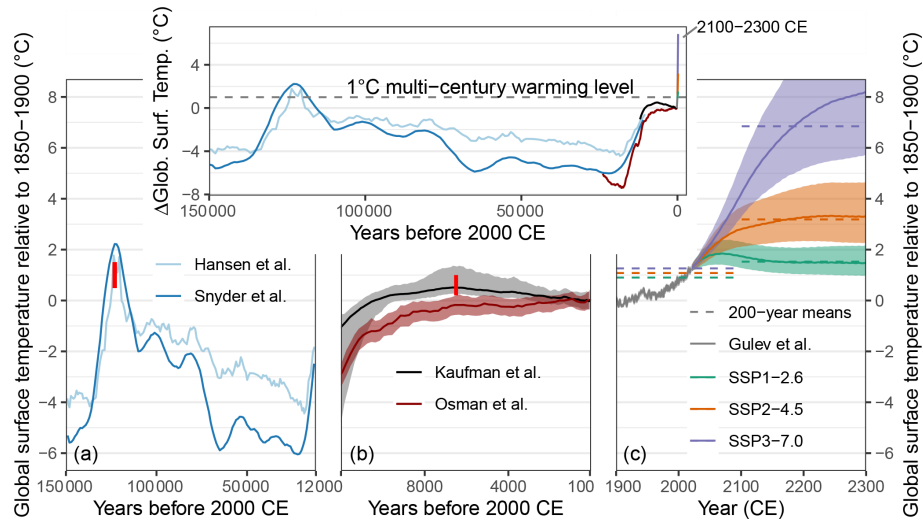 2100−2300 CE
1°C multi−century warming level
ΔGlob. Surf. Temp. (°C)
4
0
−4
−8
150000
100000
50000
0
Years before 2000 CE
Global surface temperature relative to 1850−1900 (°C)
8
6
4
2
0
−2
−4
−6
Hansen et al.
Snyder et al.
(a)
150000
100000
50000
12000
Years before 2000 CE
Kaufman et al.
Osman et al.
(b)
8000
4000
100
Years before 2000 CE
200−year means
Gulev et al.
SSP1−2.6
SSP2−4.5
SSP3−7.0
(c)
1900
2000
2100
2200
2300
Year (CE)
8
6
4
2
0
−2
−4
−6
Global surface temperature relative to 1850−1900 (°C)